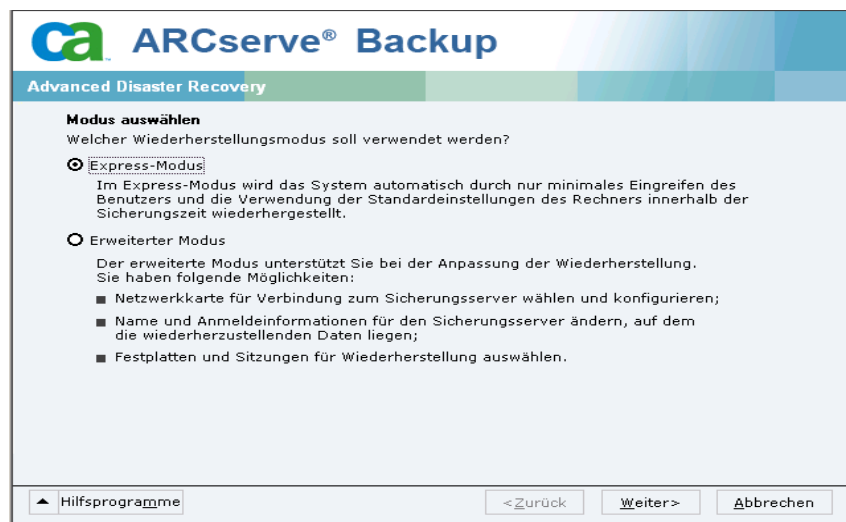 ca ARCserve® Backup
Advanced Disaster Recovery
Modus auswählen
Welcher Wiederherstellungsmodus soll verwendet werden?
Express-Modus
Im Express-Modus wird das System automatisch durch nur minimales Eingreifen des
Benutzers und die Verwendung der Standardeinstellungen des Rechners innerhalb der
Sicherungszeit wiederhergestellt.
Erweiterter Modus
Der erweiterte Modus unterstützt Sie bei der Anpassung der Wiederherstellung.
Sie haben folgende Möglichkeiten:
Netzwerkkarte für Verbindung zum Sicherungsserver wählen und konfigurieren;
Name und Anmeldeinformationen für den Sicherungsserver ändern, auf dem
die wiederherzustellenden Daten liegen;
Festplatten und Sitzungen für Wiederherstellung auswählen.
Hilfsprogramme <Zurück Weiter> Abbrechen